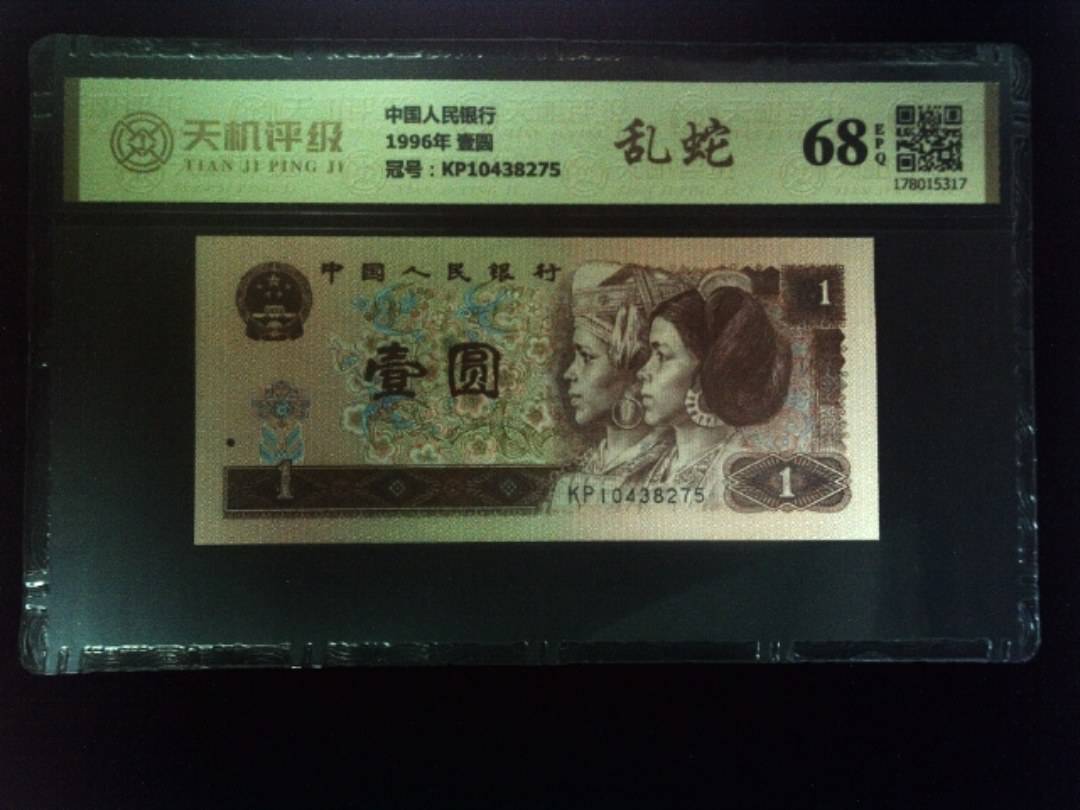 天机评级
TIAN JI PING JI
中国人民银行
1996年 壹圆
冠号：KP10438275
乱蛇
68
EPQ
178015317
中国人民银行
1
壹圆
1
KP10438275
1